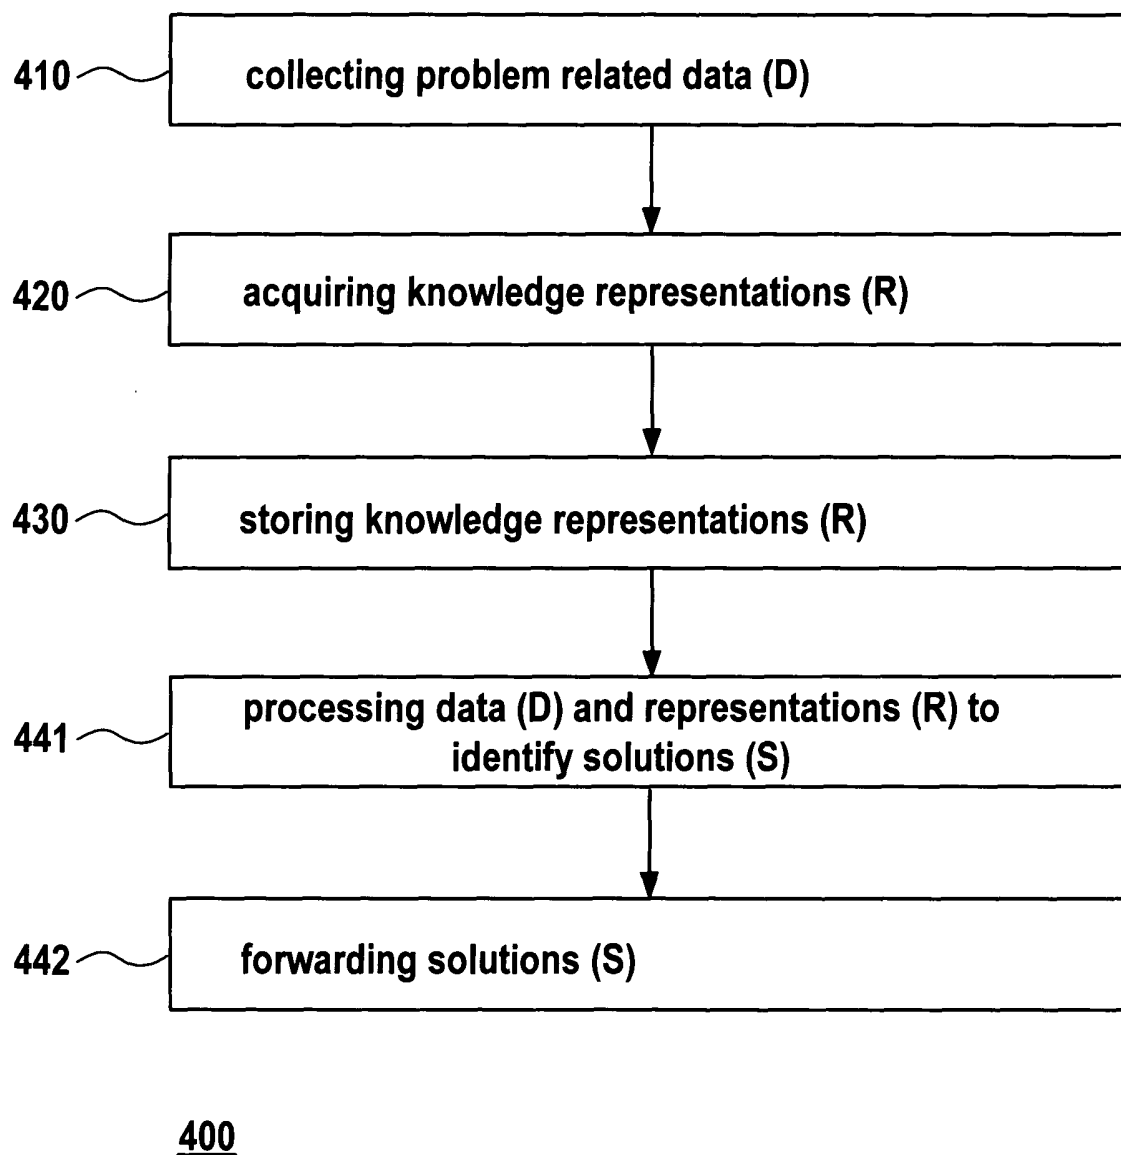 410 collecting problem related data (D)
420 acquiring knowledge representations (R)
430 storing knowledge representations (R)
441 processing data (D) and representations (R) to
identify solutions (S)
442 forwarding solutions (S)
400